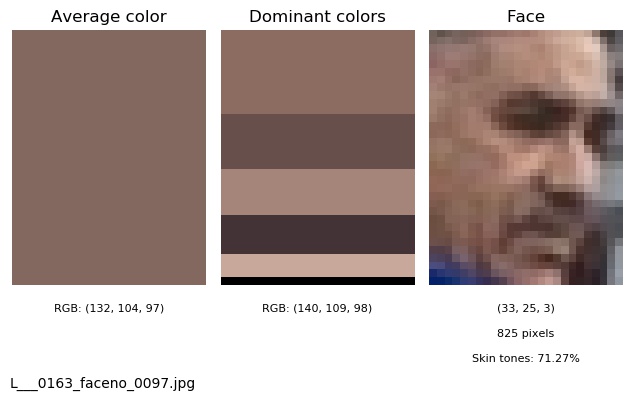 Average color
Dominant colors
Face
RGB: (132, 104, 97)
RGB: (140, 109, 98)
(33, 25, 3)
825 pixels
Skin tones: 71.27%
L___0163_faceno_0097.jpg